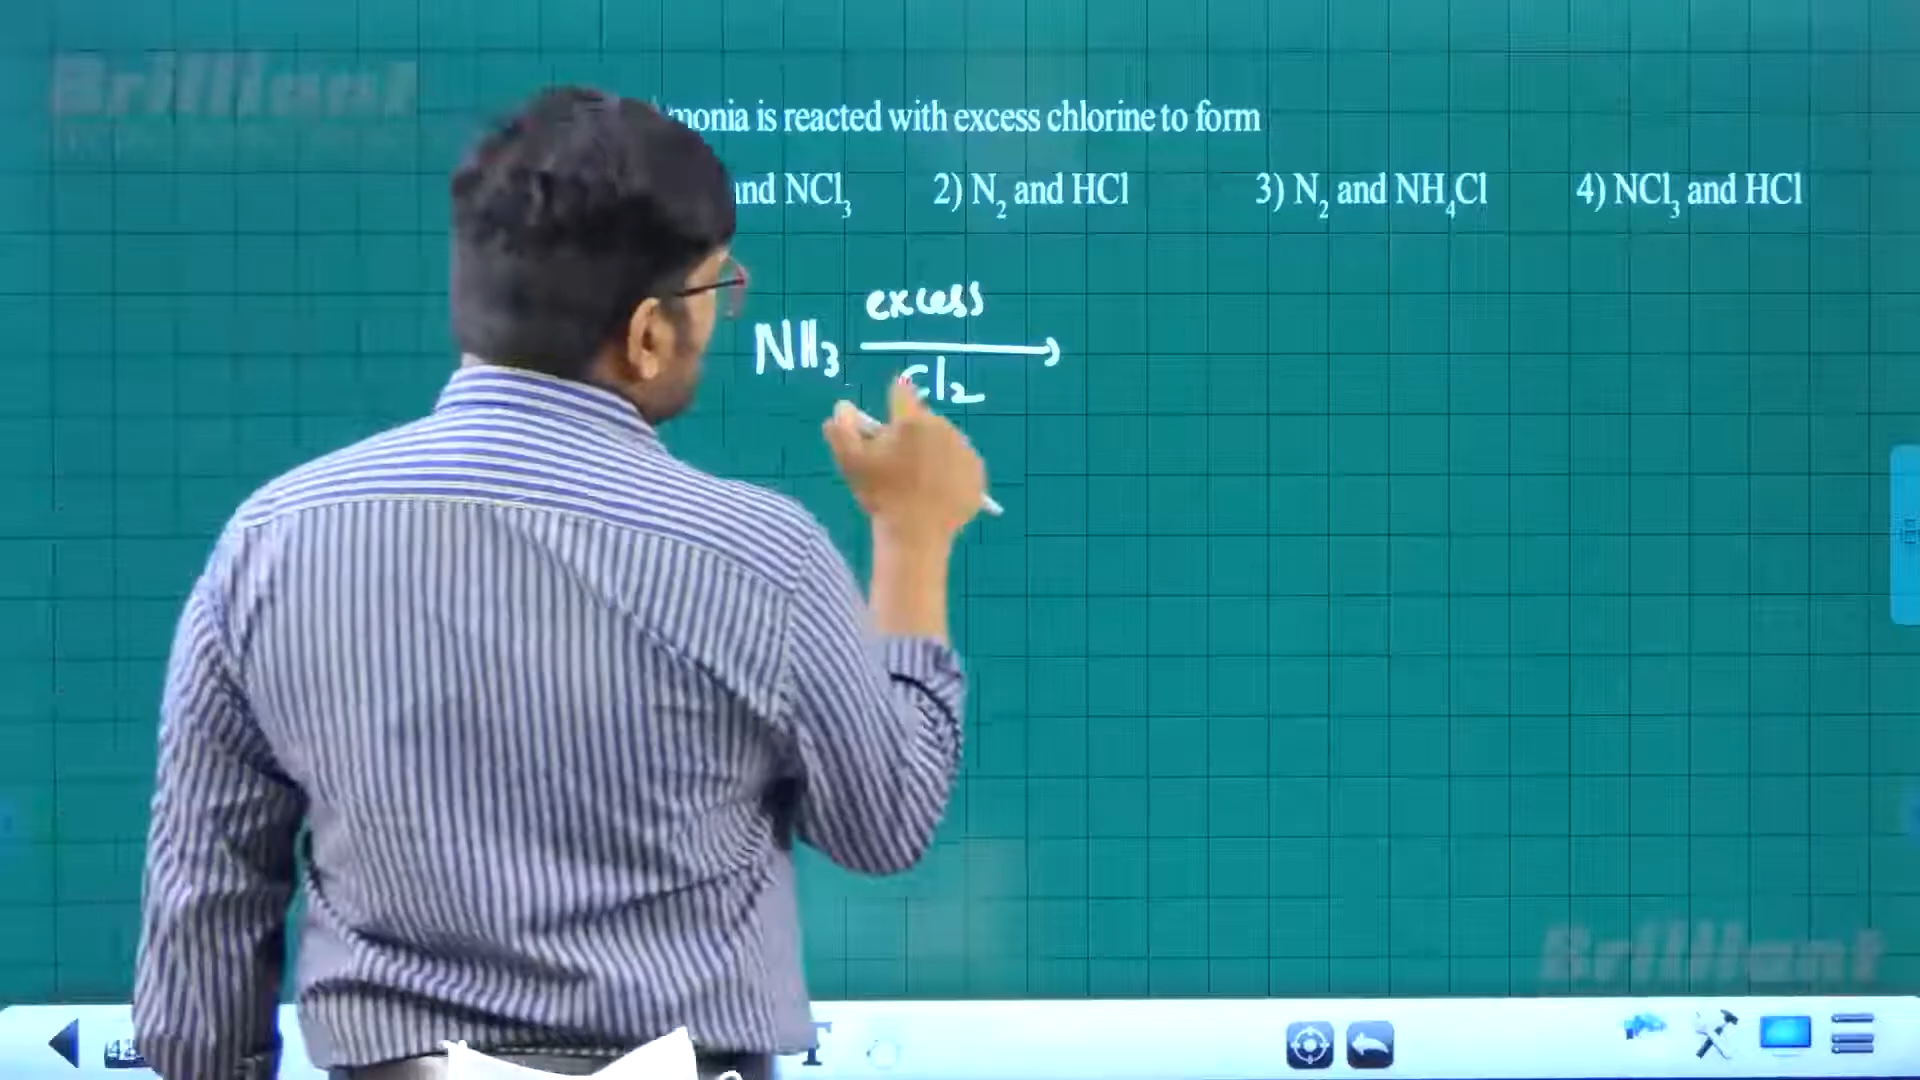 Brilliant
monia is reacted with excess chlorine to form
and NCl₃ 2) N₂ and HCl 3) N₂ and NH₄Cl 4) NCl₃ and HCl
excess
NH₃
Cl₂
T
Brilliant